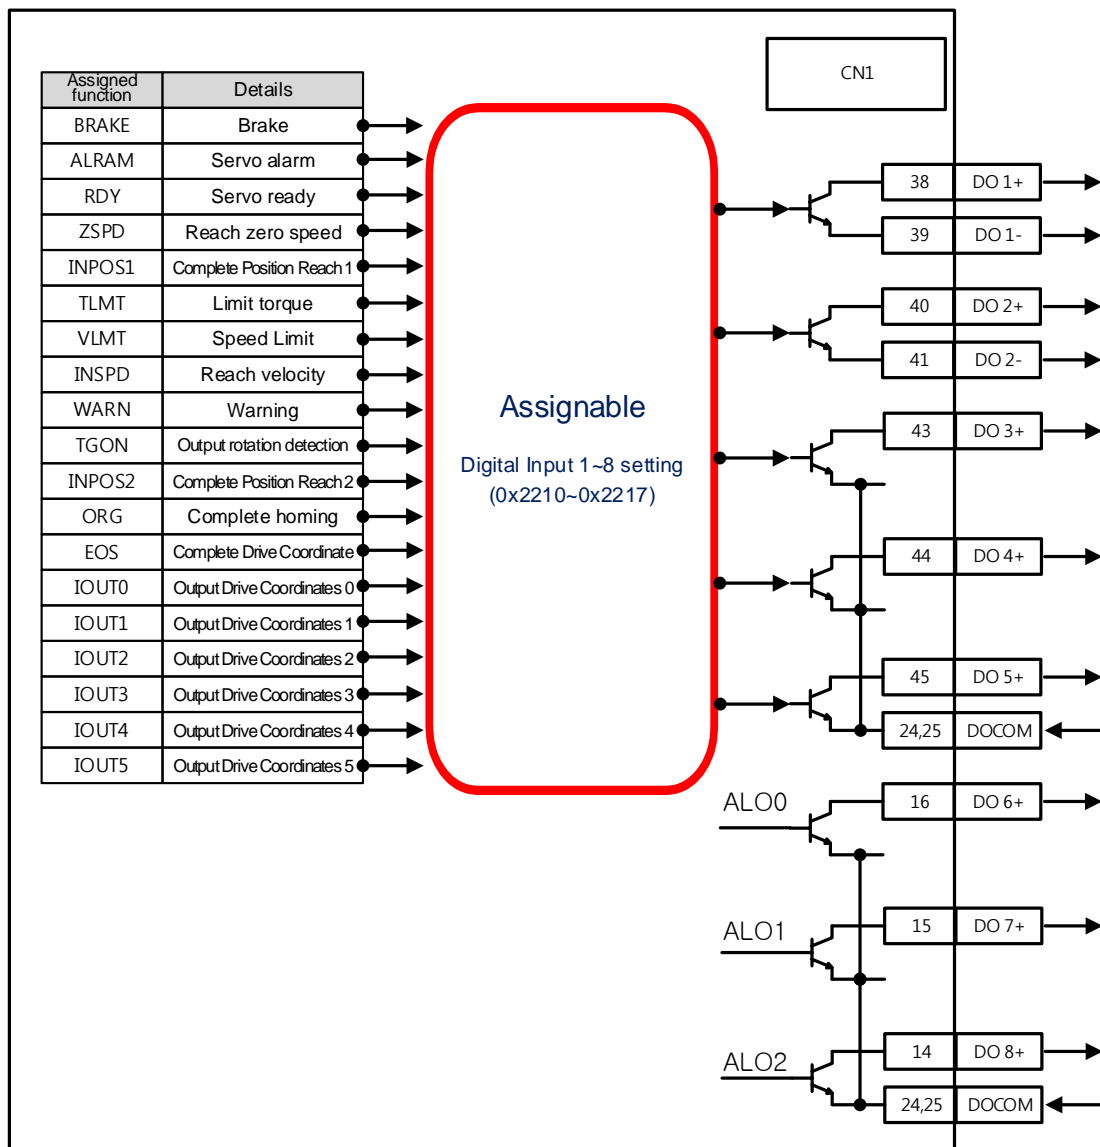 CN1
Assigned function Details
BRAKE Brake
ALRAM Servo alarm
RDY Servo ready
ZSPD Reach zero speed
INPOS1 Complete Position Reach 1
TLMT Limit torque
VLMT Speed Limit
INSPD Reach velocity
WARN Warning
TGON Output rotation detection
INPOS2 Complete Position Reach 2
ORG Complete homing
EOS Complete Drive Coordinate
IOUT0 Output Drive Coordinates 0
IOUT1 Output Drive Coordinates 1
IOUT2 Output Drive Coordinates 2
IOUT3 Output Drive Coordinates 3
IOUT4 Output Drive Coordinates 4
IOUT5 Output Drive Coordinates 5
Assignable
Digital Input 1~8 setting
(0x2210~0x2217)
38 DO 1+
39 DO 1-
40 DO 2+
41 DO 2-
43 DO 3+
44 DO 4+
45 DO 5+
24,25 DOCOM
ALO0
16 DO 6+
ALO1
15 DO 7+
ALO2
14 DO 8+
24,25 DOCOM